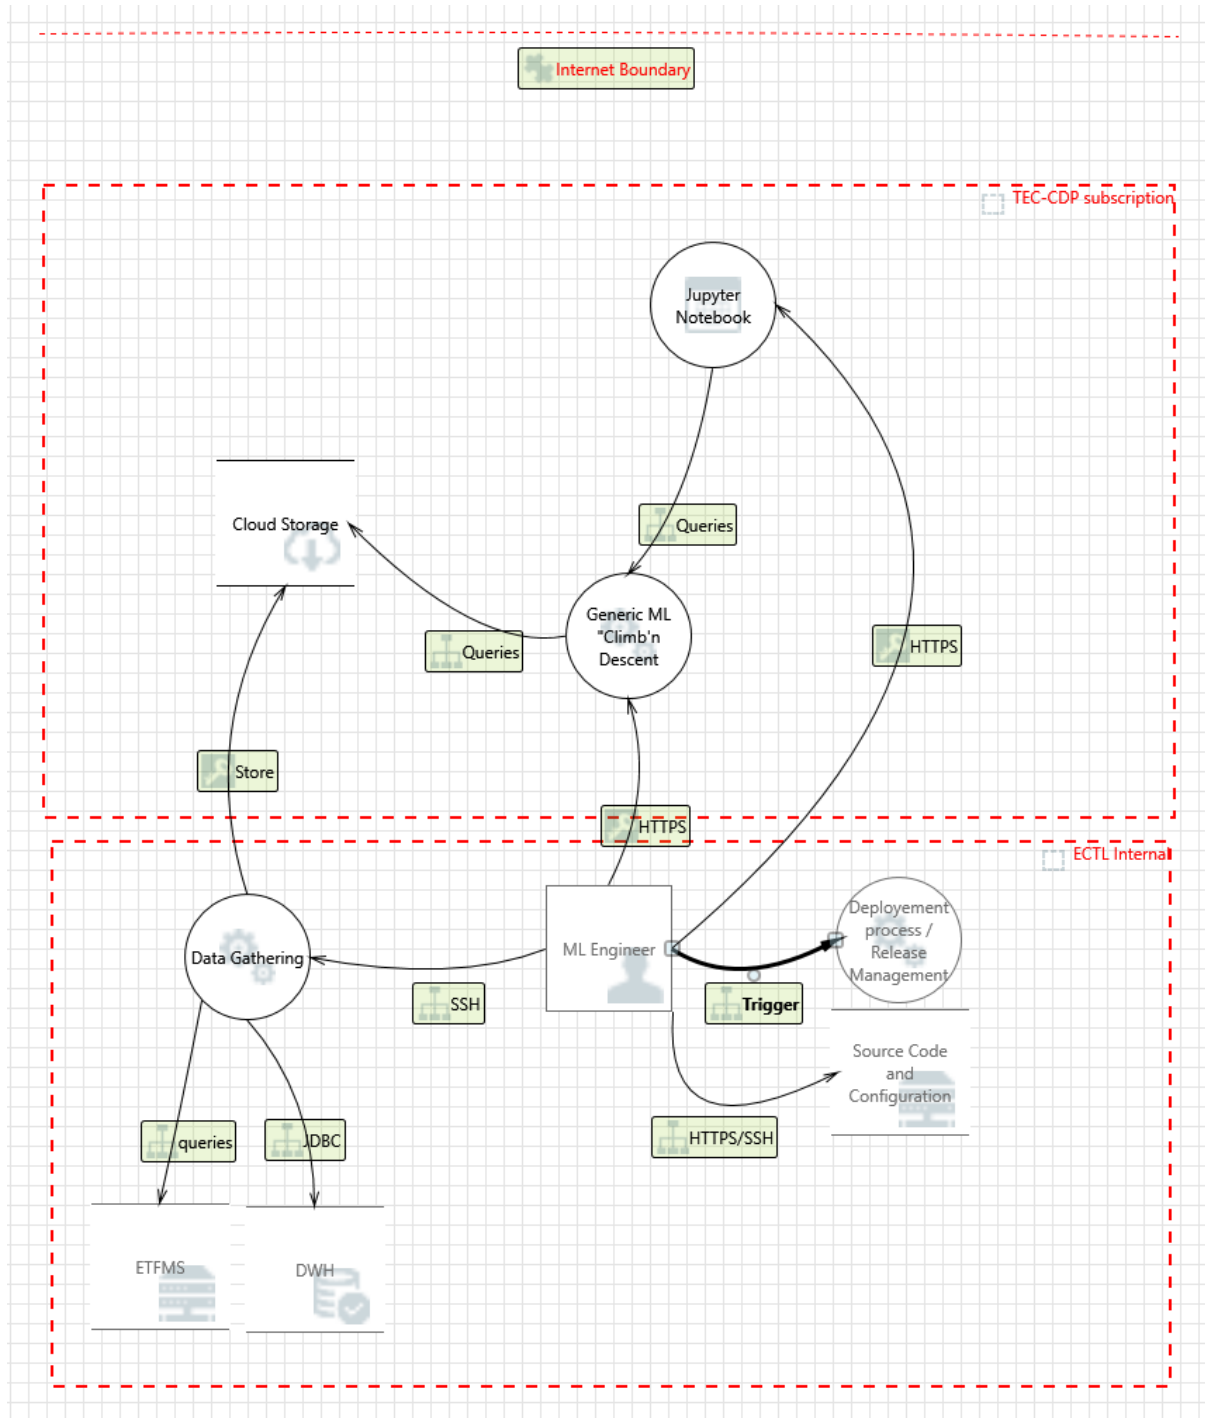 Internet Boundary
TEC-CDP subscription
Jupyter
Notebook
Cloud Storage
Queries
Generic ML
"Climb'n
Descent
Queries
HTTPS
Store
HTTPS
ECTL Internal
Data Gathering
ML Engineer
Deployement
process /
Release
Management
SSH
Trigger
Source Code
and
Configuration
HTTPS/SSH
queries
JDBC
ETFMS
DWH